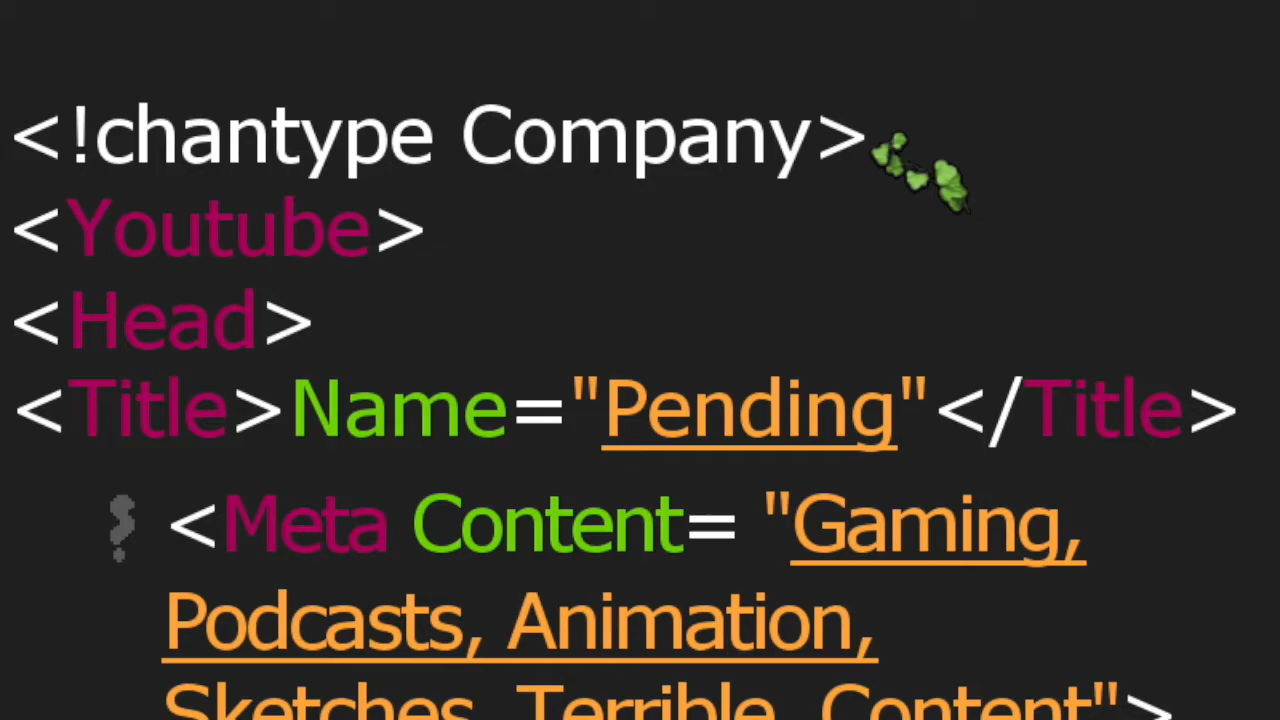 <!chantype Company>
<Youtube>
<Head>
<Title>Name="Pending"</Title>
<Meta Content= "Gaming,
Podcasts, Animation,
Sketches, Terrible, Content">